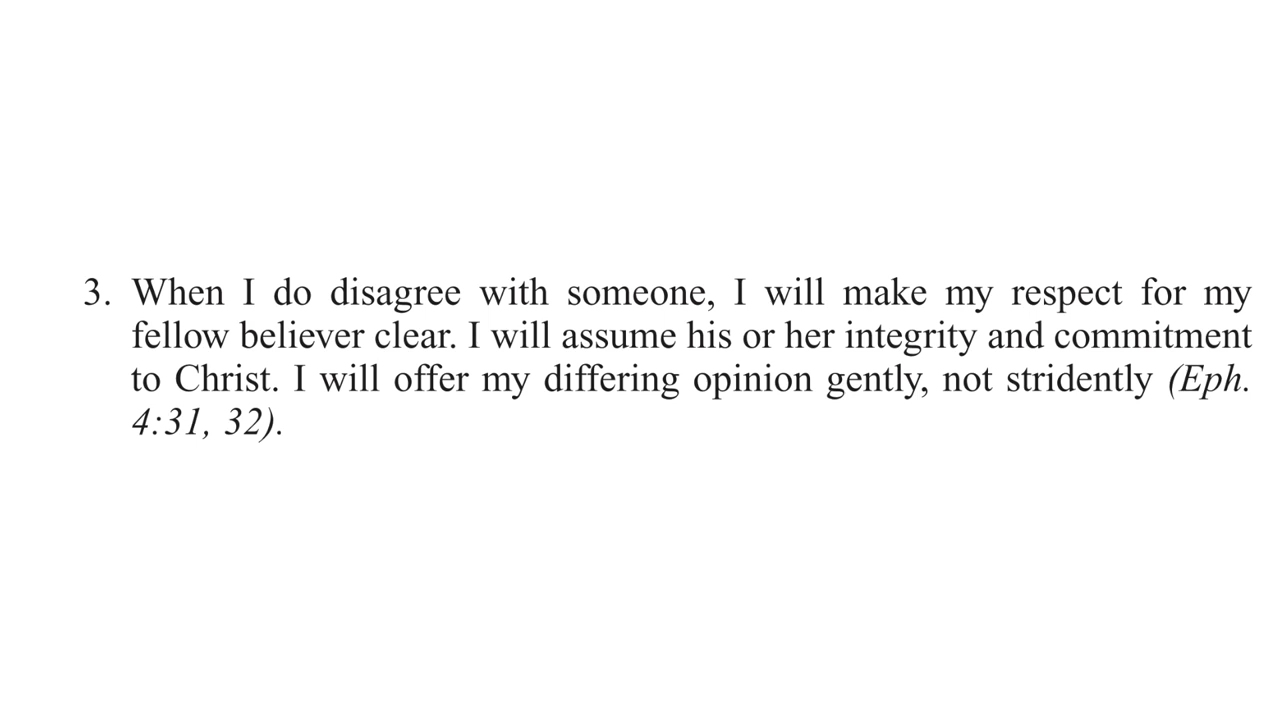 3. When I do disagree with someone, I will make my respect for my
fellow believer clear. I will assume his or her integrity and commitment
to Christ. I will offer my differing opinion gently, not stridently (Eph.
4:31, 32).